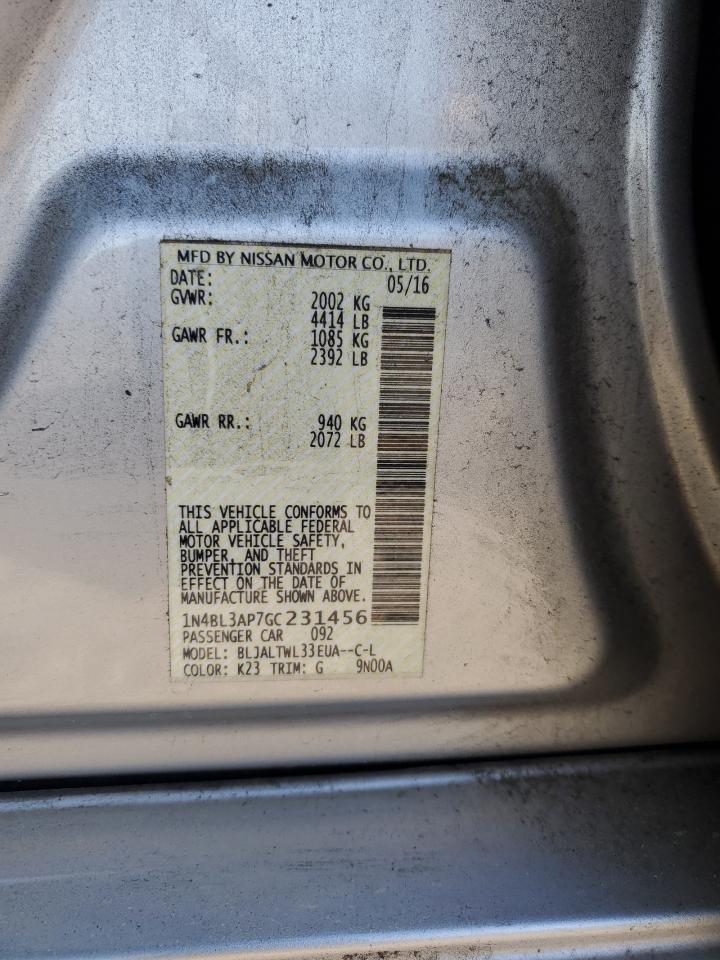 MFD BY NISSAN MOTOR CO., LTD.
DATE: 05/16
GVWR: 2002 KG
4414 LB
GAWR FR.: 1085 KG
2392 LB
GAWR RR.: 940 KG
2072 LB
THIS VEHICLE CONFORMS TO
ALL APPLICABLE FEDERAL
MOTOR VEHICLE SAFETY,
BUMPER, AND THEFT
PREVENTION STANDARDS IN
EFFECT ON THE DATE OF
MANUFACTURE SHOWN ABOVE.
1N4BL3AP7GC231456
PASSENGER CAR 092
MODEL: BLJALTWL33EUA--C-L
COLOR: K23 TRIM: G 9N00A